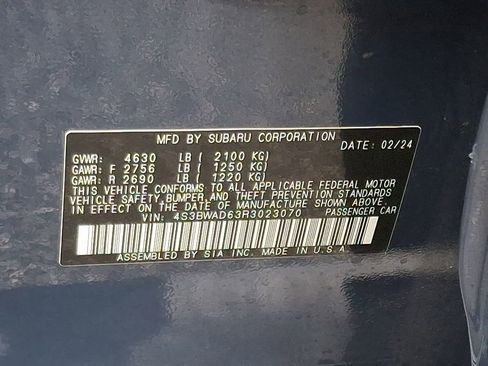 MFD BY SUBARU CORPORATION
DATE: 02/24
GVWR: 4630 LB ( 2100 KG)
GAWR: F 2756 LB ( 1250 KG)
GAWR: R 2690 LB ( 1220 KG)
THIS VEHICLE CONFORMS TO ALL APPLICABLE FEDERAL MOTOR
VEHICLE SAFETY, BUMPER, AND THEFT PREVENTION STANDARDS
IN EFFECT ON THE DATE OF MANUFACTURE SHOWN ABOVE.
VIN: 4S3BWAD63R3023070 PASSENGER CAR
ASSEMBLED BY SIA INC. MADE IN U.S.A.